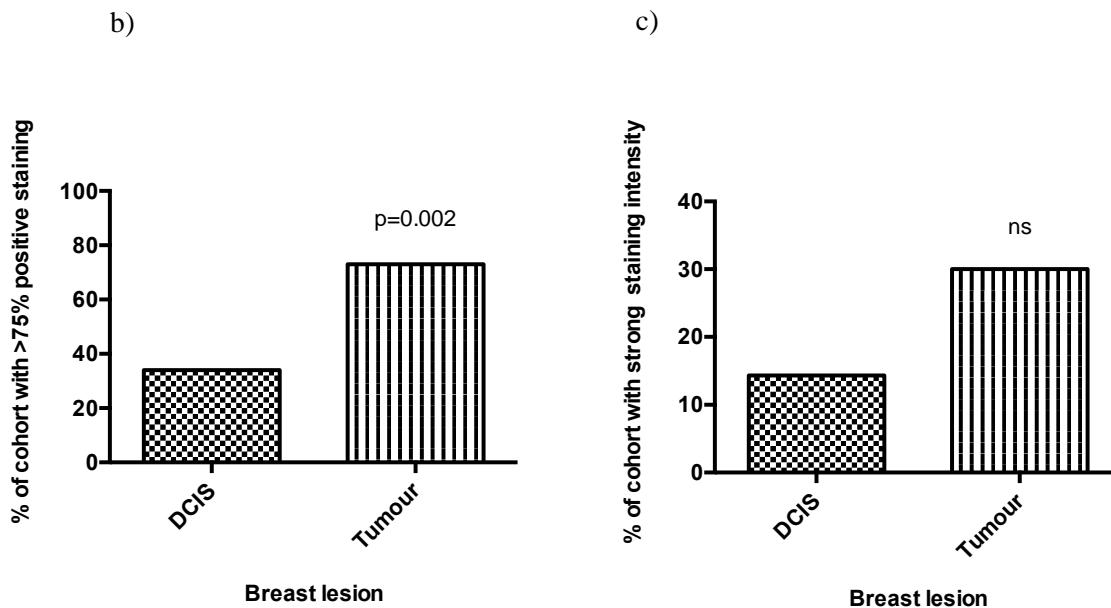 b)
% of cohort with >75% positive staining
100
80
60
40
20
0
p=0.002
DCIS
Tumour
Breast lesion
c)
% of cohort with strong staining intensity
40
30
20
10
0
ns
DCIS
Tumour
Breast lesion